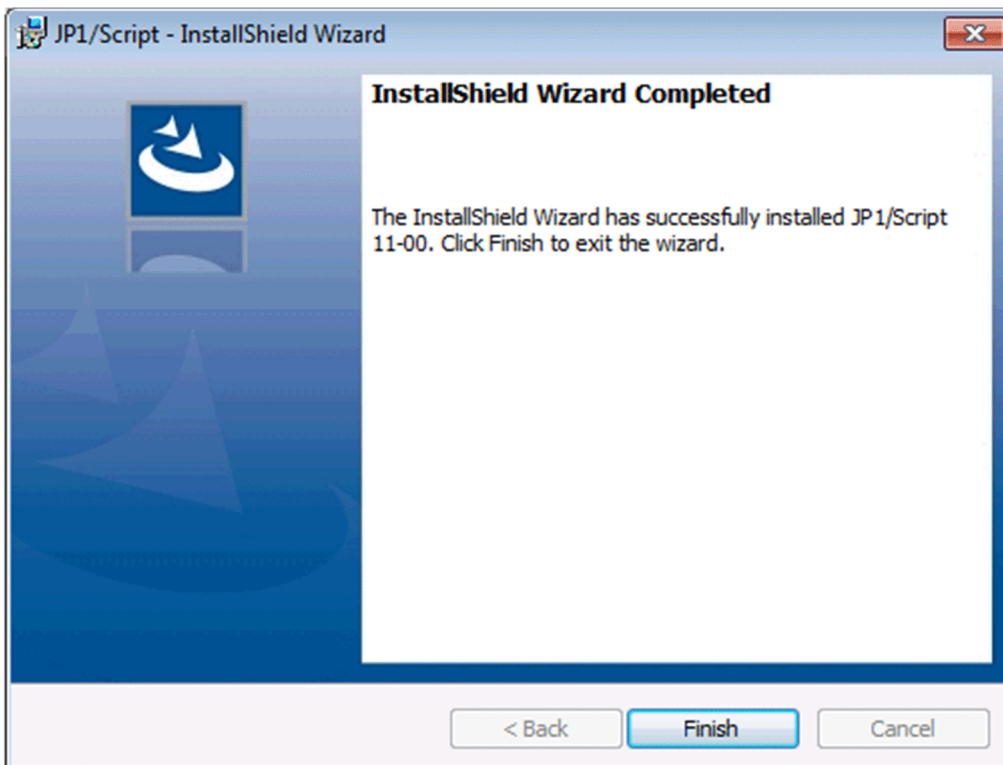 JP1/Script - InstallShield Wizard
InstallShield Wizard Completed
The InstallShield Wizard has successfully installed JP1/Script
11-00. Click Finish to exit the wizard.
< Back
Finish
Cancel